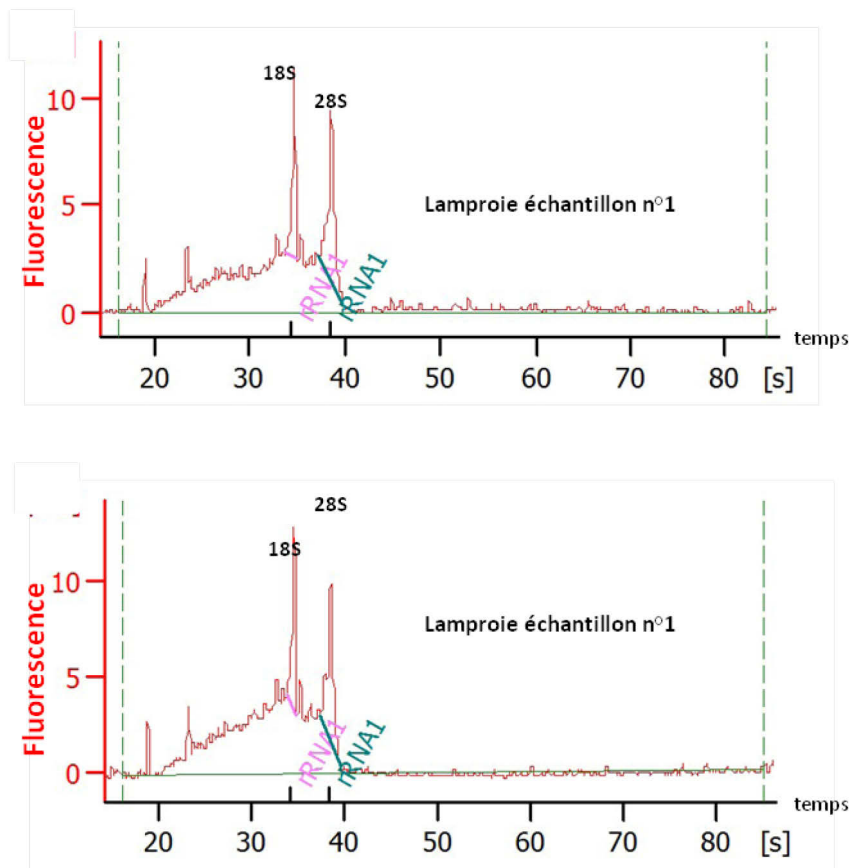 18S
28S
10
5
0
Fluorescence
Lamproie échantillon n°1
rRNA1
rRNA1
temps
20 30 40 50 60 70 80 [s]
28S
18S
10
5
0
Fluorescence
Lamproie échantillon n°1
rRNA1
rRNA1
temps
20 30 40 50 60 70 80 [s]